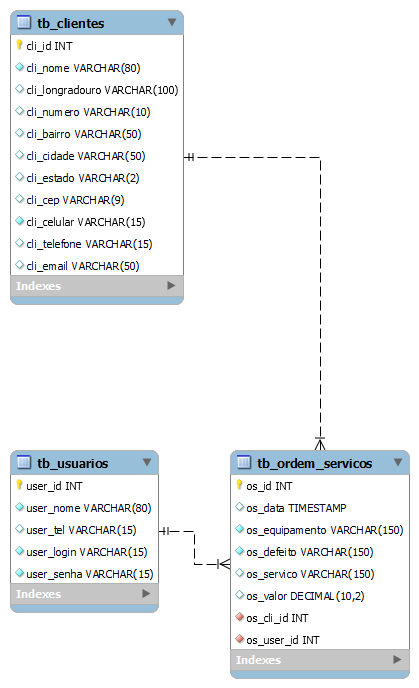 tb_clientes
cli_id INT
cli_nome VARCHAR(80)
cli_longradouro VARCHAR(100)
cli_numero VARCHAR(10)
cli_bairro VARCHAR(50)
cli_cidade VARCHAR(50)
cli_estado VARCHAR(2)
cli_cep VARCHAR(9)
cli_celular VARCHAR(15)
cli_telefone VARCHAR(15)
cli_email VARCHAR(50)
Indexes
tb_usuarios
user_id INT
user_nome VARCHAR(80)
user_tel VARCHAR(15)
user_login VARCHAR(15)
user_senha VARCHAR(15)
Indexes
tb_ordem_servicos
os_id INT
os_data TIMESTAMP
os_equipamento VARCHAR(150)
os_defeito VARCHAR(150)
os_servico VARCHAR(150)
os_valor DECIMAL(10,2)
os_cli_id INT
os_user_id INT
Indexes